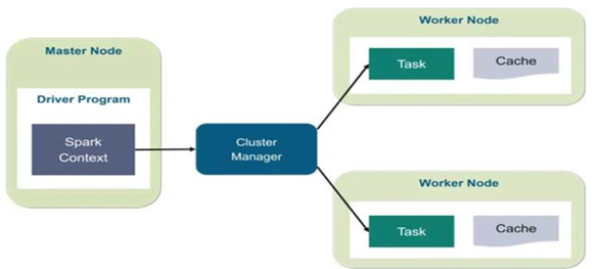 Master Node
Driver Program
Spark
Context
Cluster
Manager
Worker Node
Task
Cache
Worker Node
Task
Cache